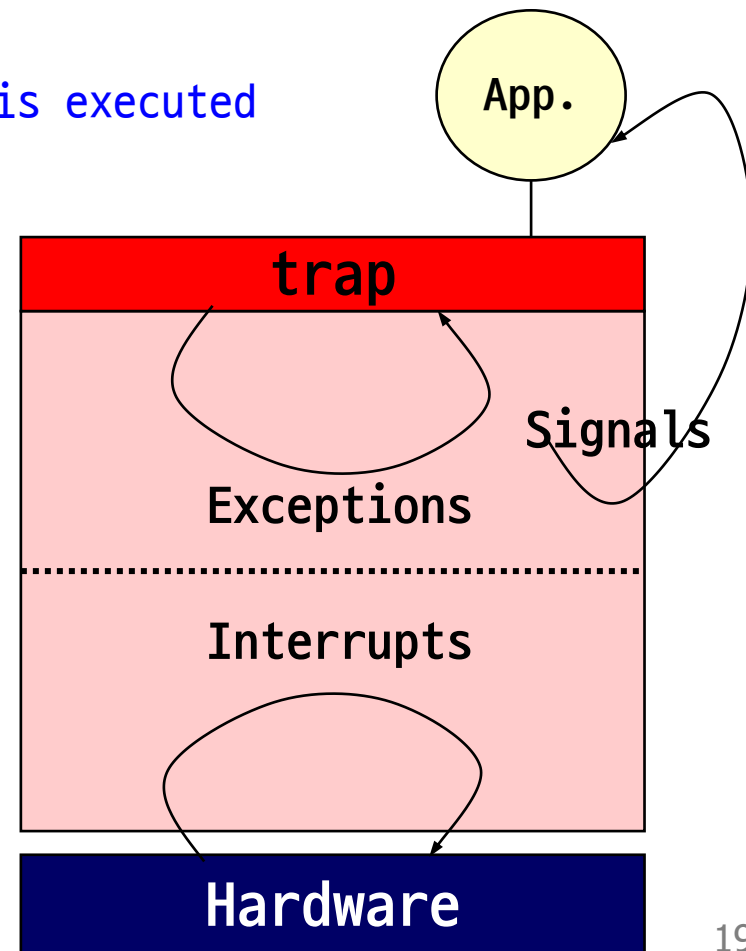 is executed
App.
trap
Signals
Exceptions
Interrupts
Hardware
19